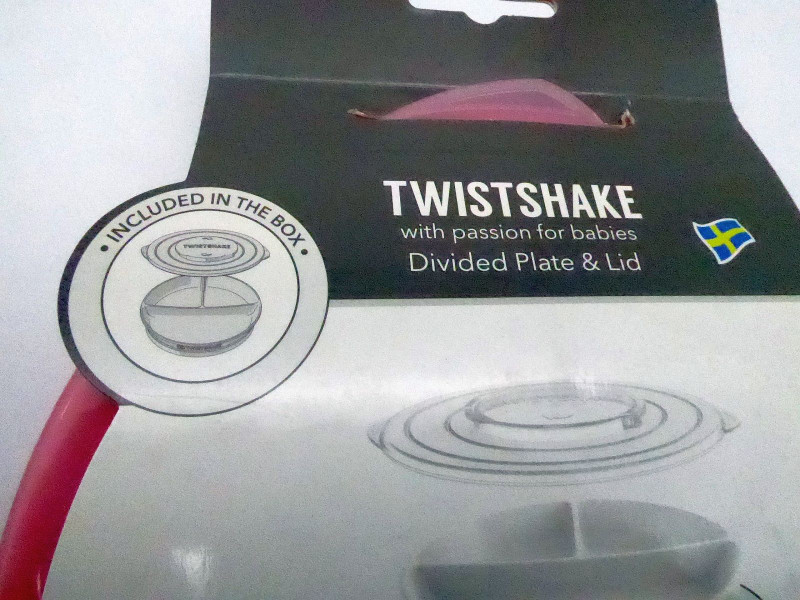 TWISTSHAKE
with passion for babies
Divided Plate & Lid
• INCLUDED IN THE BOX •
TWISTSHAKE